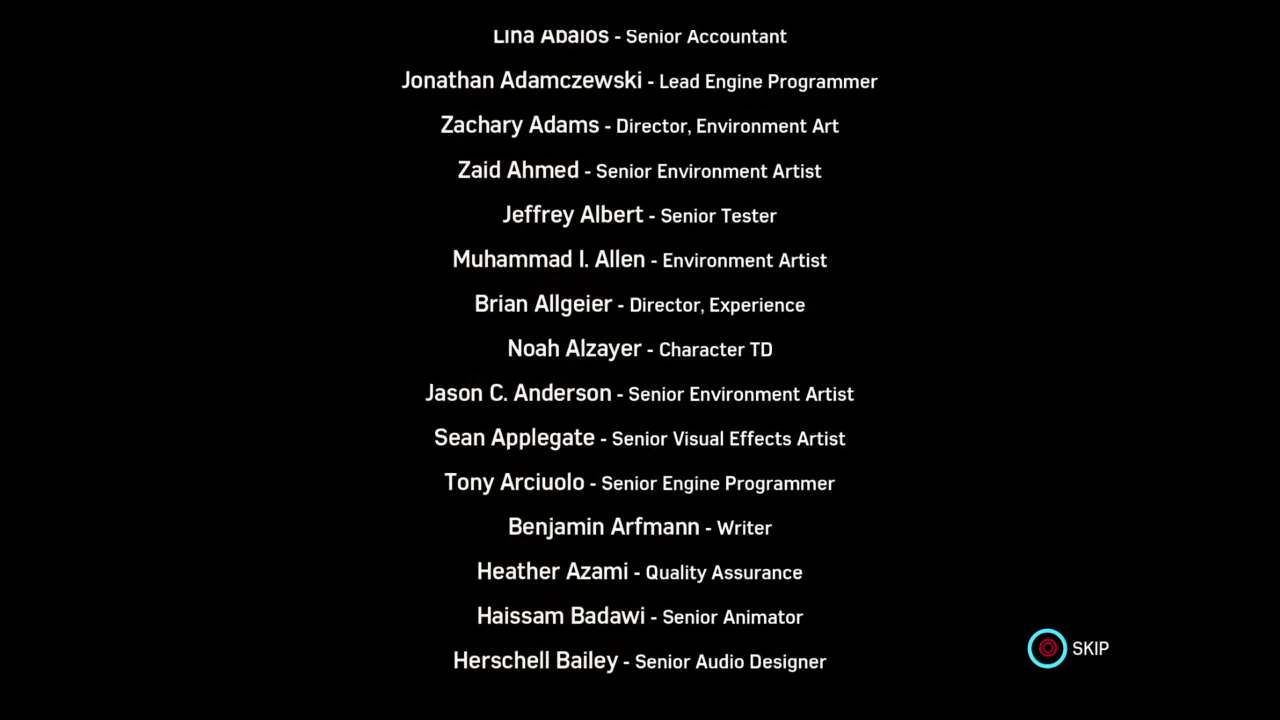 Lina Abalos - Senior Accountant
Jonathan Adamczewski - Lead Engine Programmer
Zachary Adams - Director, Environment Art
Zaid Ahmed - Senior Environment Artist
Jeffrey Albert - Senior Tester
Muhammad I. Allen - Environment Artist
Brian Allgeier - Director, Experience
Noah Alzayer - Character TD
Jason C. Anderson - Senior Environment Artist
Sean Applegate - Senior Visual Effects Artist
Tony Arciuolo - Senior Engine Programmer
Benjamin Arfmann - Writer
Heather Azami - Quality Assurance
Haissam Badawi - Senior Animator
Herschell Bailey - Senior Audio Designer
SKIP